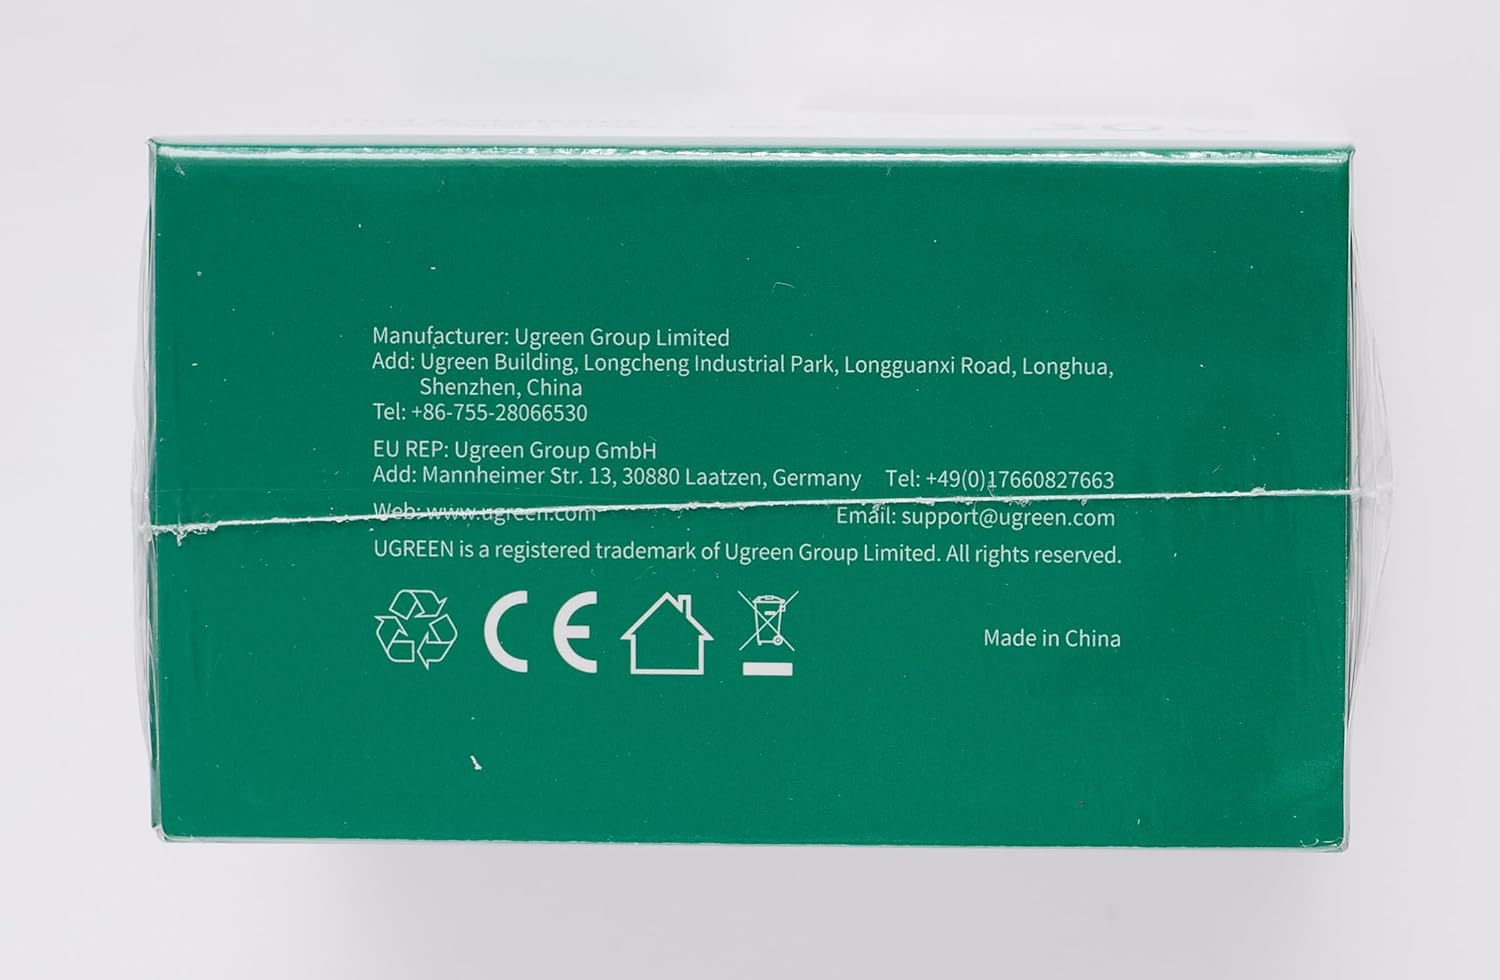 Manufacturer: Ugreen Group Limited
Add: Ugreen Building, Longcheng Industrial Park, Longguanxi Road, Longhua,
Shenzhen, China
Tel: +86-755-28066530
EU REP: Ugreen Group GmbH
Add: Mannheimer Str. 13, 30880 Laatzen, Germany Tel: +49(0)17660827663
Web: www.ugreen.com Email: support@ugreen.com
UGREEN is a registered trademark of Ugreen Group Limited. All rights reserved.
CE
Made in China